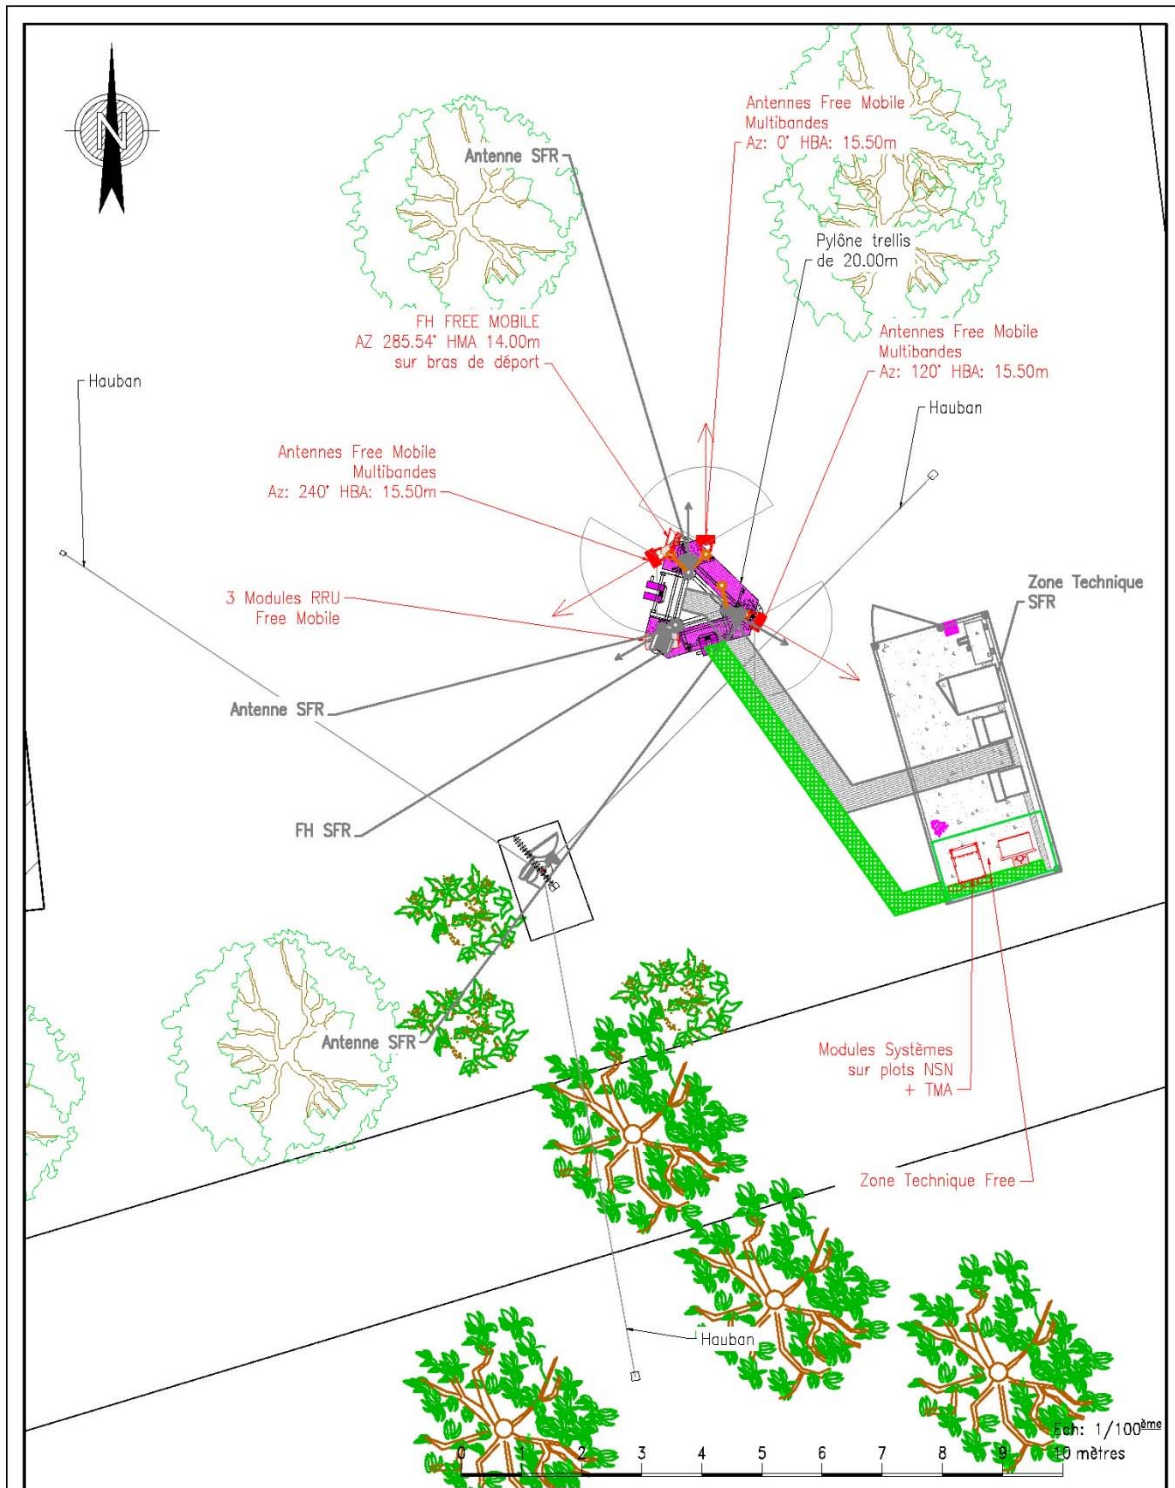 N
Antennes Free Mobile
Multibandes
Az: 0° HBA: 15.50m
Antenne SFR
Pylône trellis
de 20.00m
FH FREE MOBILE
AZ 285.54° HMA 14.00m
sur bras de déport
Antennes Free Mobile
Multibandes
Az: 120° HBA: 15.50m
Hauban
Hauban
Antennes Free Mobile
Multibandes
Az: 240° HBA: 15.50m
Zone Technique
SFR
3 Modules RRU
Free Mobile
Antenne SFR
FH SFR
Antenne SFR
Modules Systèmes
sur plots NSN
+ TMA
Zone Technique Free
Hauban
Ech: 1/100ème
0 1 2 3 4 5 6 7 8 9 10 mètres